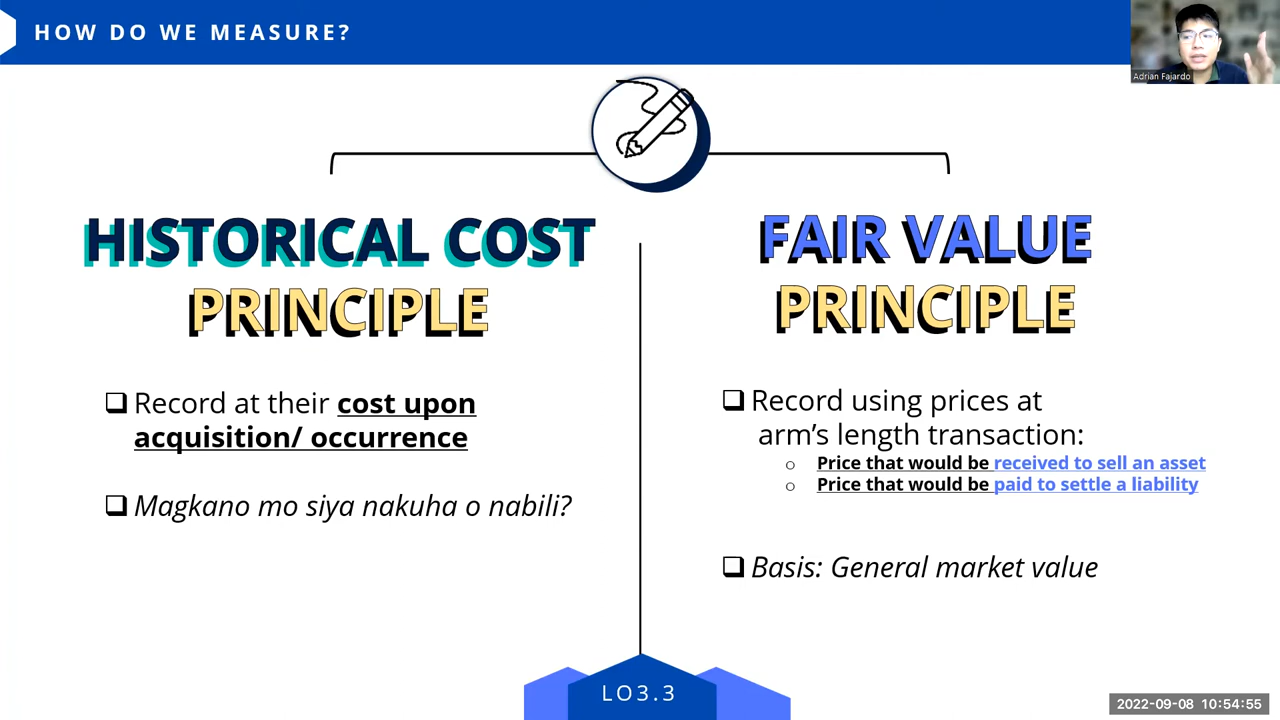 HOW DO WE MEASURE?
Adrian Fajardo
HISTORICAL COST
PRINCIPLE
Record at their cost upon
acquisition/ occurrence
Magkano mo siya nakuha o nabili?
FAIR VALUE
PRINCIPLE
Record using prices at
arm's length transaction:
Price that would be received to sell an asset
Price that would be paid to settle a liability
Basis: General market value
LO3.3
2022-09-08 10:54:55